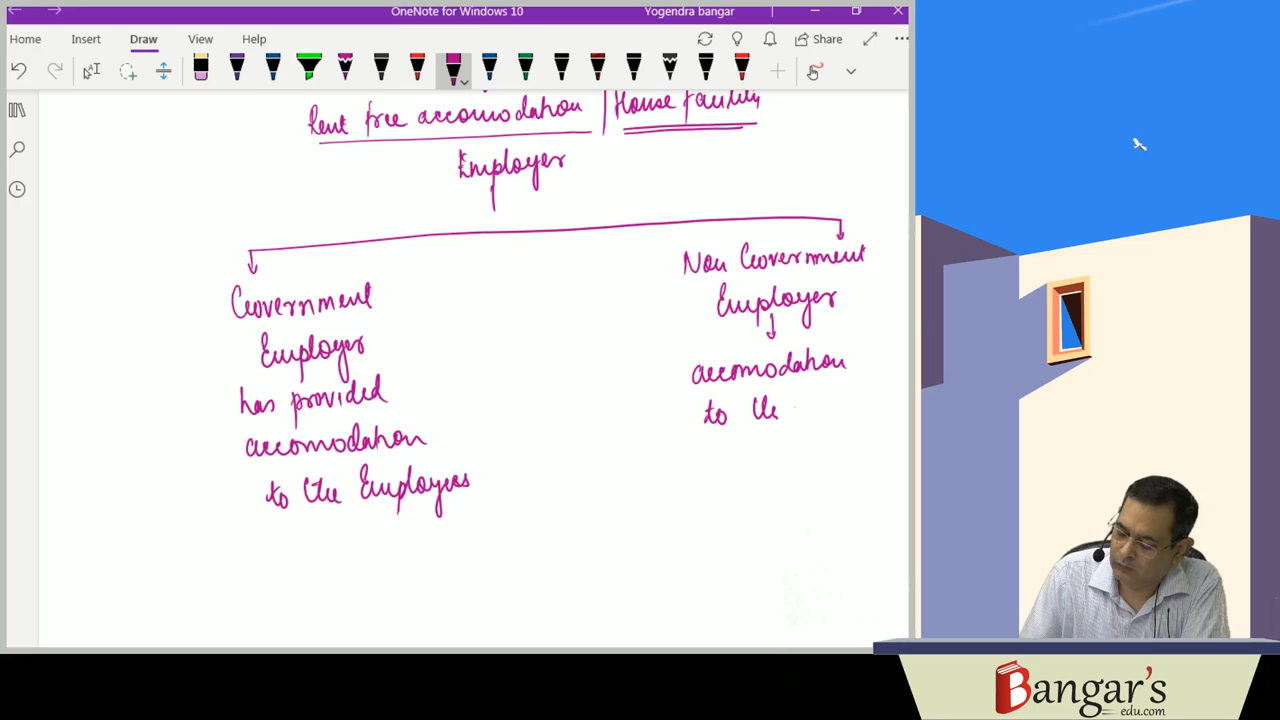 OneNote for Windows 10
Yogendra bangar
Home Insert Draw View Help
Share
Rent free accomodation | House facility
Employer
Government
Employer
has provided
accomodation
to the Employees
Non Government
Employer
accomodation
to the
Bangar's
edu.com